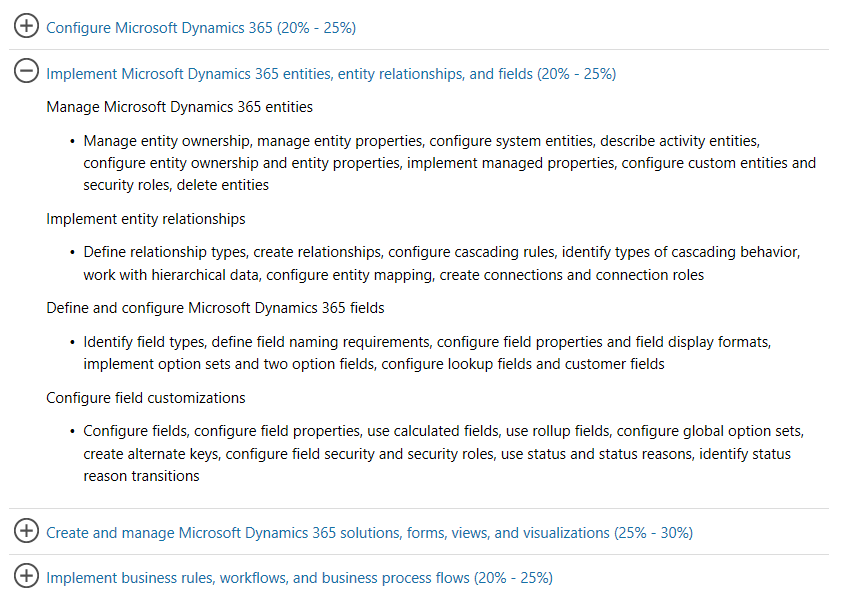 Configure Microsoft Dynamics 365 (20% - 25%)
Implement Microsoft Dynamics 365 entities, entity relationships, and fields (20% - 25%)
Manage Microsoft Dynamics 365 entities
• Manage entity ownership, manage entity properties, configure system entities, describe activity entities,
configure entity ownership and entity properties, implement managed properties, configure custom entities and
security roles, delete entities
Implement entity relationships
• Define relationship types, create relationships, configure cascading rules, identify types of cascading behavior,
work with hierarchical data, configure entity mapping, create connections and connection roles
Define and configure Microsoft Dynamics 365 fields
• Identify field types, define field naming requirements, configure field properties and field display formats,
implement option sets and two option fields, configure lookup fields and customer fields
Configure field customizations
• Configure fields, configure field properties, use calculated fields, use rollup fields, configure global option sets,
create alternate keys, configure field security and security roles, use status and status reasons, identify status
reason transitions
Create and manage Microsoft Dynamics 365 solutions, forms, views, and visualizations (25% - 30%)
Implement business rules, workflows, and business process flows (20% - 25%)